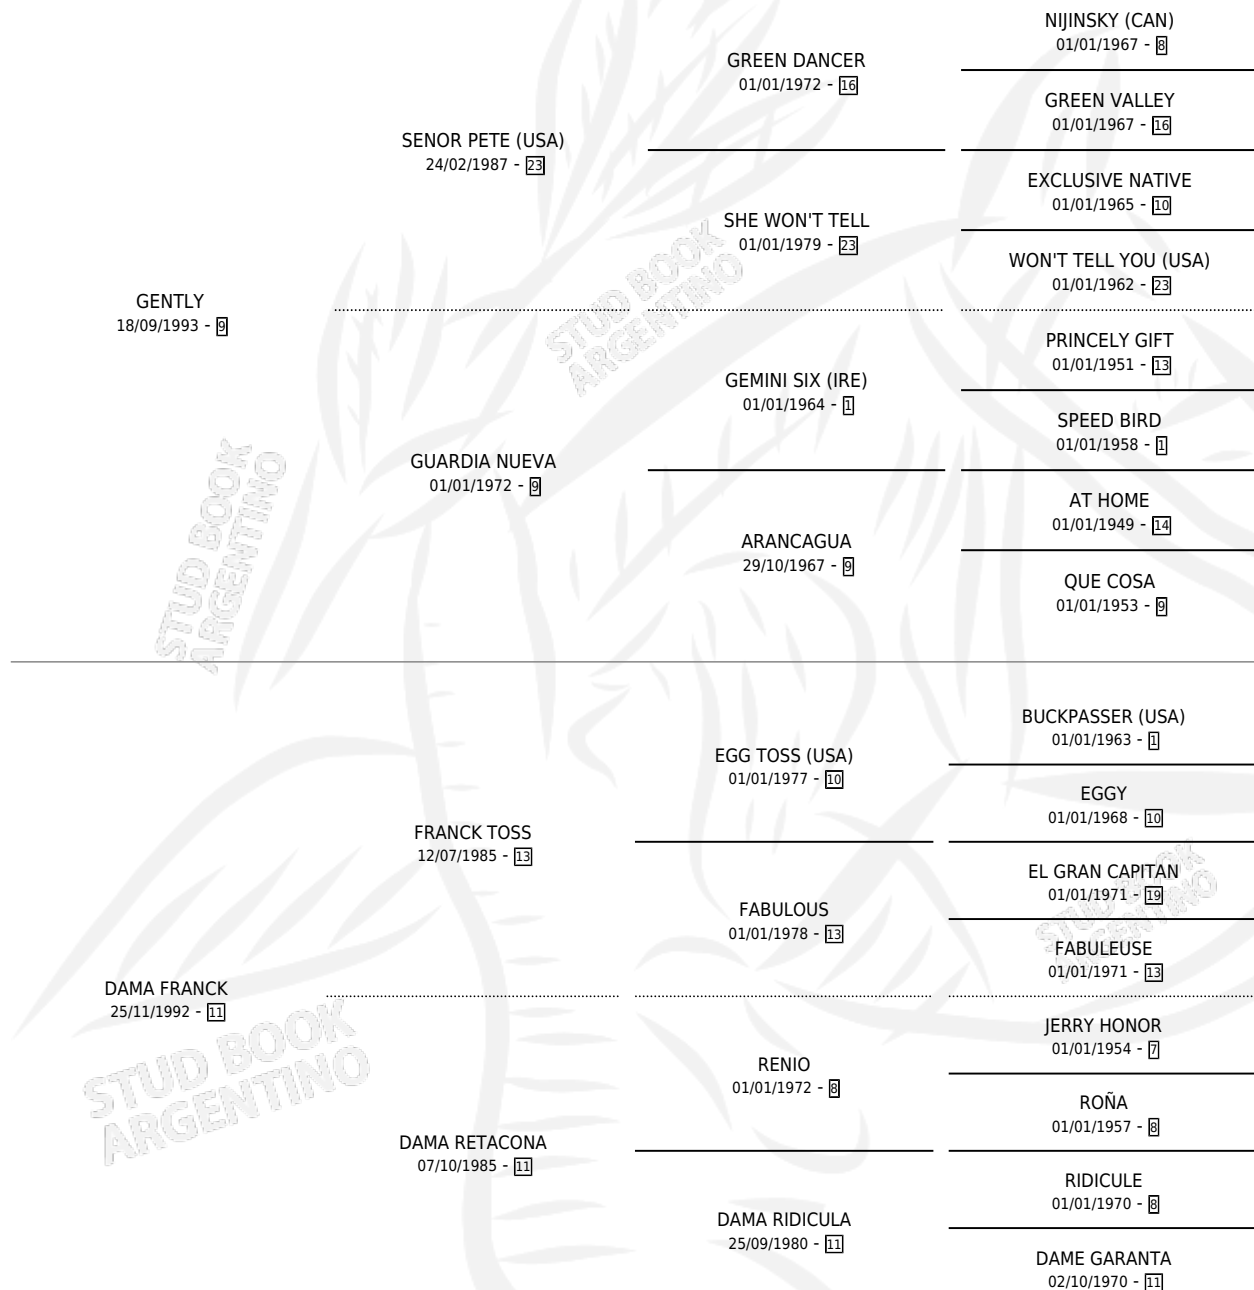 NIJINSKY (CAN)
01/01/1967 - 8
GREEN DANCER
01/01/1972 - 16
GREEN VALLEY
01/01/1967 - 16
SENOR PETE (USA)
24/02/1987 - 23
EXCLUSIVE NATIVE
01/01/1965 - 10
SHE WON'T TELL
01/01/1979 - 23
WON'T TELL YOU (USA)
01/01/1962 - 23
GENTLY
18/09/1993 - 9
PRINCELY GIFT
01/01/1951 - 13
GEMINI SIX (IRE)
01/01/1964 - 1
SPEED BIRD
01/01/1958 - 1
GUARDIA NUEVA
01/01/1972 - 9
AT HOME
01/01/1949 - 14
ARANCAGUA
29/10/1967 - 9
QUE COSA
01/01/1953 - 9
BUCKPASSER (USA)
01/01/1963 - 1
EGG TOSS (USA)
01/01/1977 - 10
EGGY
01/01/1968 - 10
FRANCK TOSS
12/07/1985 - 13
EL GRAN CAPITAN
01/01/1971 - 19
FABULOUS
01/01/1978 - 13
FABULEUSE
01/01/1971 - 13
DAMA FRANCK
25/11/1992 - 11
JERRY HONOR
01/01/1954 - 7
RENIO
01/01/1972 - 8
ROÑA
01/01/1957 - 8
DAMA RETACONA
07/10/1985 - 11
RIDICULE
01/01/1970 - 8
DAMA RIDICULA
25/09/1980 - 11
DAME GARANTA
02/10/1970 - 11
STUD BOOK
ARGENTINO
STUD BOOK
ARGENTINO
STUD BOOK
ARGENTINO
STUD BOOK
ARGENTINO